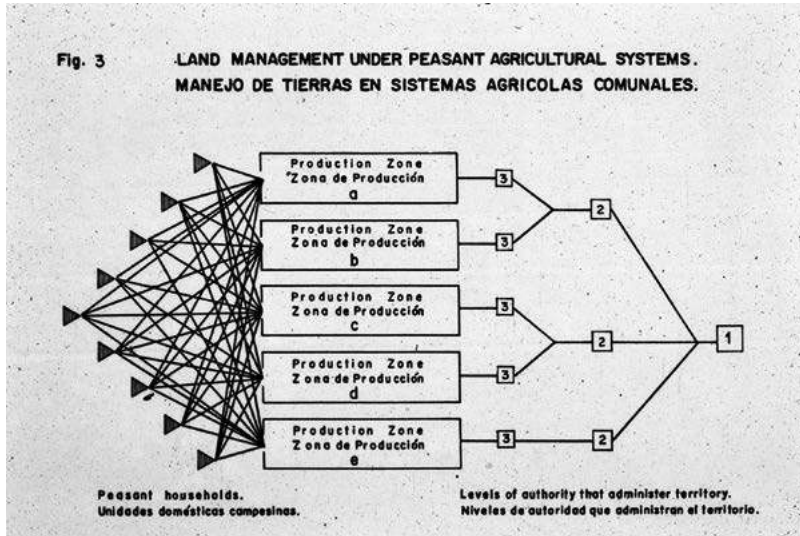 Fig. 3
LAND MANAGEMENT UNDER PEASANT AGRICULTURAL SYSTEMS.
MANEJO DE TIERRAS EN SISTEMAS AGRICOLAS COMUNALES.
Production Zone
Zona de Producción
a
3
Production Zone
Zona de Producción
b
3
2
Production Zone
Zona de Producción
c
3
Production Zone
Zona de Producción
d
3
2
1
Production Zone
Zona de Producción
e
3
2
Peasant households.
Unidades domésticas campesinas.
Levels of authority that administer territory.
Niveles de autoridad que administran el territorio.